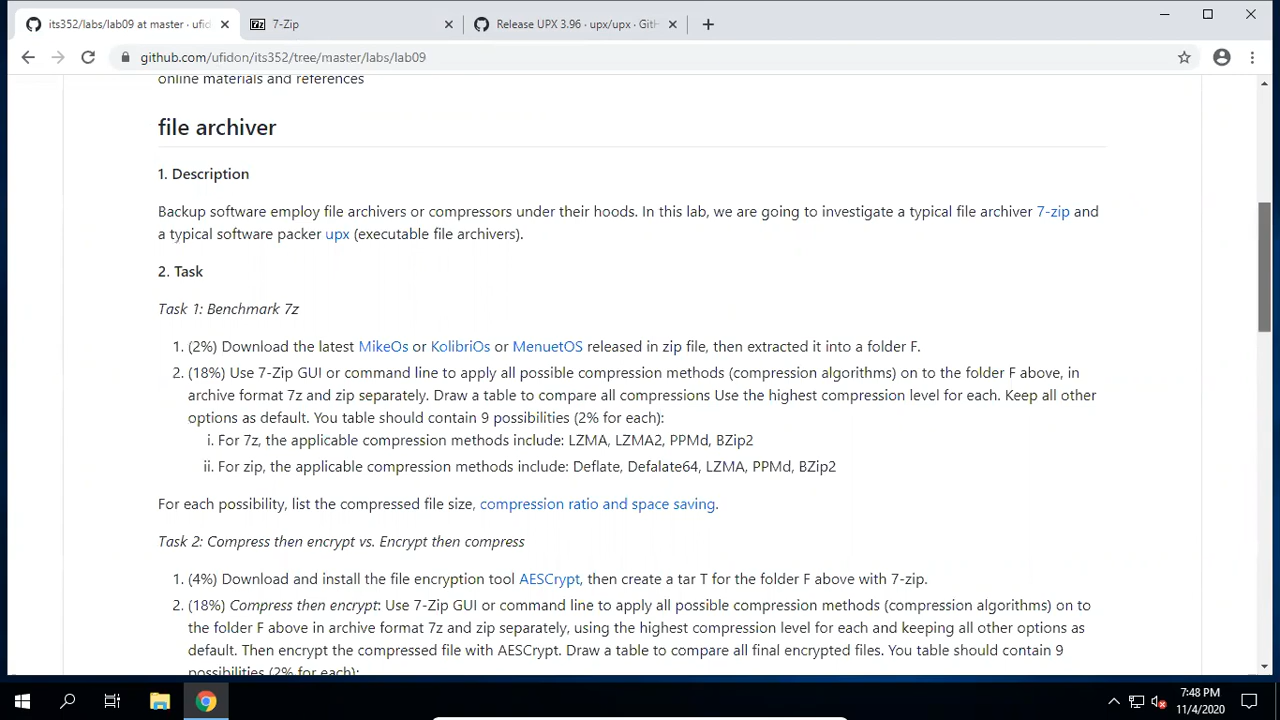 its352/labs/lab09 at master · ufid
7-Zip
Release UPX 3.96 · upx/upx · GitH
github.com/ufidon/its352/tree/master/labs/lab09
online materials and references
file archiver
1. Description
Backup software employ file archivers or compressors under their hoods. In this lab, we are going to investigate a typical file archiver 7-zip and
a typical software packer upx (executable file archivers).
2. Task
Task 1: Benchmark 7z
1. (2%) Download the latest MikeOs or KolibriOs or MenuetOS released in zip file, then extracted it into a folder F.
2. (18%) Use 7-Zip GUI or command line to apply all possible compression methods (compression algorithms) on to the folder F above, in
archive format 7z and zip separately. Draw a table to compare all compressions Use the highest compression level for each. Keep all other
options as default. You table should contain 9 possibilities (2% for each):
i. For 7z, the applicable compression methods include: LZMA, LZMA2, PPMd, BZip2
ii. For zip, the applicable compression methods include: Deflate, Defalate64, LZMA, PPMd, BZip2
For each possibility, list the compressed file size, compression ratio and space saving.
Task 2: Compress then encrypt vs. Encrypt then compress
1. (4%) Download and install the file encryption tool AESCrypt, then create a tar T for the folder F above with 7-zip.
2. (18%) Compress then encrypt: Use 7-Zip GUI or command line to apply all possible compression methods (compression algorithms) on to
the folder F above in archive format 7z and zip separately, using the highest compression level for each and keeping all other options as
default. Then encrypt the compressed file with AESCrypt. Draw a table to compare all final encrypted files. You table should contain 9
possibilities (2% for each):
7:48 PM
11/4/2020